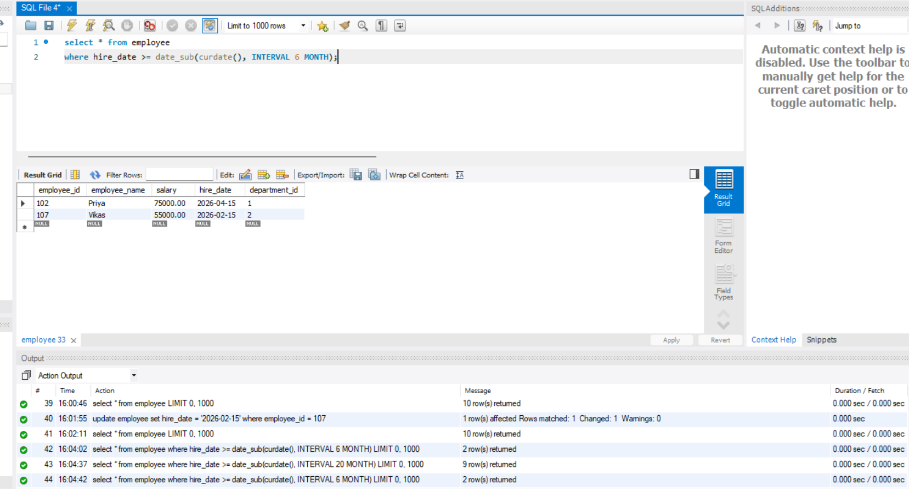 SQL File 4* ×
Limit to 1000 rows
1 select * from employee
2 where hire_date >= date_sub(curdate(), INTERVAL 6 MONTH);
Result Grid Filter Rows: Edit: Export/Import: Wrap Cell Content:
employee_id employee_name salary hire_date department_id
102 Priya 75000.00 2026-04-15 1
107 Vikas 55000.00 2026-02-15 2
NULL NULL NULL NULL NULL
Result
Grid
Form
Editor
Field
Types
employee 33 ×
Apply Revert
SQLAdditions
Jump to
Automatic context help is
disabled. Use the toolbar to
manually get help for the
current caret position or to
toggle automatic help.
Context Help Snippets
Output
Action Output
# Time Action Message Duration / Fetch
39 16:00:46 select * from employee LIMIT 0, 1000 10 row(s) returned 0.000 sec / 0.000 sec
40 16:01:55 update employee set hire_date = '2026-02-15' where employee_id = 107 1 row(s) affected Rows matched: 1 Changed: 1 Warnings: 0 0.000 sec
41 16:02:11 select * from employee LIMIT 0, 1000 10 row(s) returned 0.000 sec / 0.000 sec
42 16:04:02 select * from employee where hire_date >= date_sub(curdate(), INTERVAL 6 MONTH) LIMIT 0, 1000 2 row(s) returned 0.000 sec / 0.000 sec
43 16:04:37 select * from employee where hire_date >= date_sub(curdate(), INTERVAL 20 MONTH) LIMIT 0, 1000 9 row(s) returned 0.000 sec / 0.000 sec
44 16:04:42 select * from employee where hire_date >= date_sub(curdate(), INTERVAL 6 MONTH) LIMIT 0, 1000 2 row(s) returned 0.000 sec / 0.000 sec